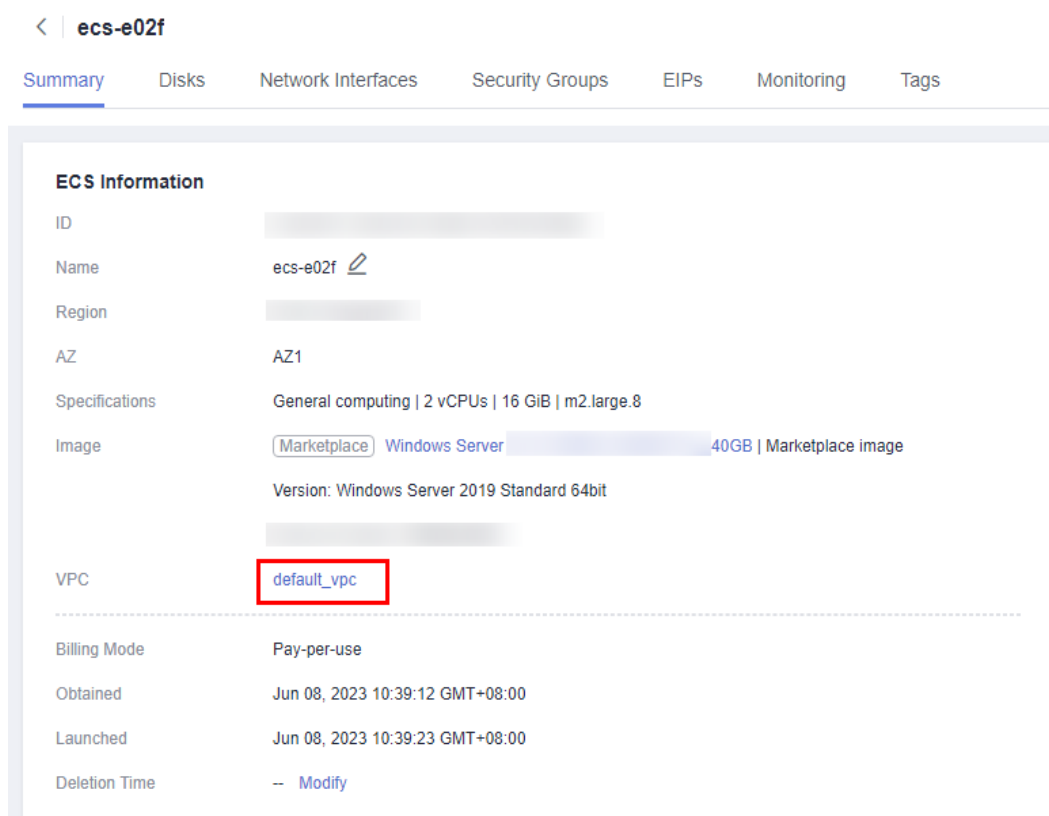 ecs-e02f
Summary Disks Network Interfaces Security Groups EIPs Monitoring Tags
ECS Information
ID
Name ecs-e02f
Region
AZ AZ1
Specifications General computing | 2 vCPUs | 16 GiB | m2.large.8
Image Marketplace Windows Server 40GB | Marketplace image
Version: Windows Server 2019 Standard 64bit
VPC default_vpc
Billing Mode Pay-per-use
Obtained Jun 08, 2023 10:39:12 GMT+08:00
Launched Jun 08, 2023 10:39:23 GMT+08:00
Deletion Time -- Modify